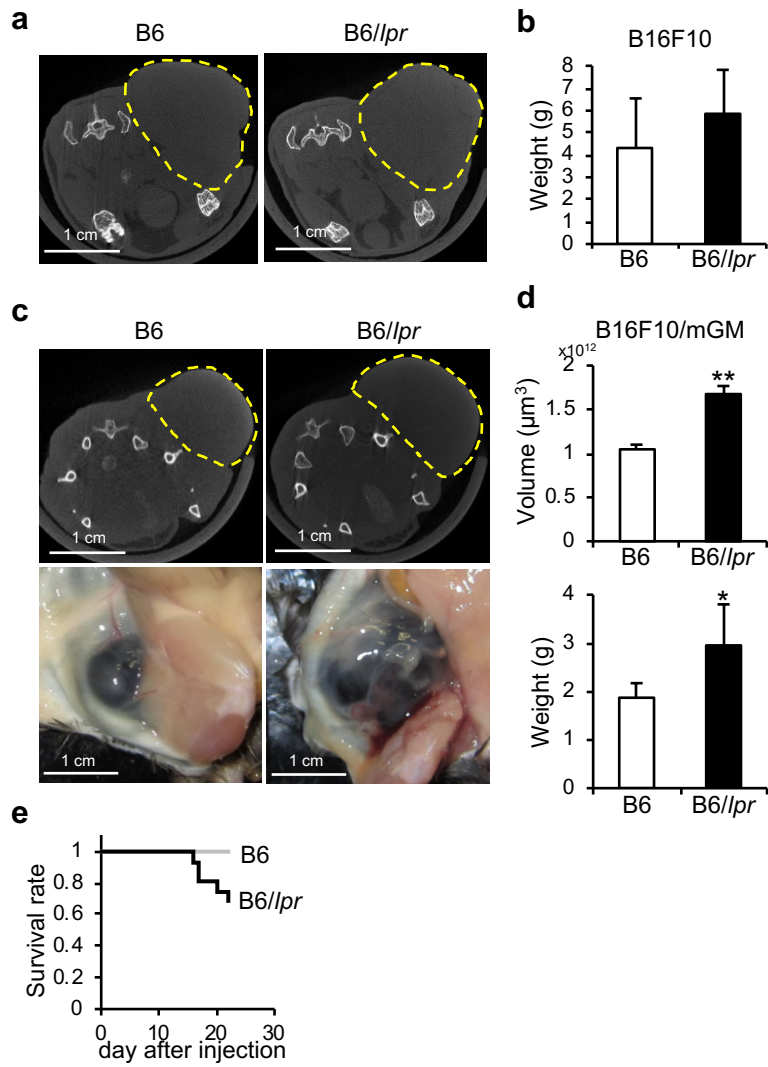 a
B6
B6/lpr
1 cm
1 cm
b
B16F10
Weight (g)
8
7
6
5
4
3
2
1
0
B6
B6/lpr
c
B6
B6/lpr
1 cm
1 cm
1 cm
1 cm
d
B16F10/mGM
x10¹²
Volume (μm³)
2
1.5
1
0.5
0
**
B6
B6/lpr
Weight (g)
4
3
2
1
0
*
B6
B6/lpr
e
Survival rate
1
0.8
0.6
0.4
0.2
0
B6
B6/lpr
0 10 20 30
day after injection